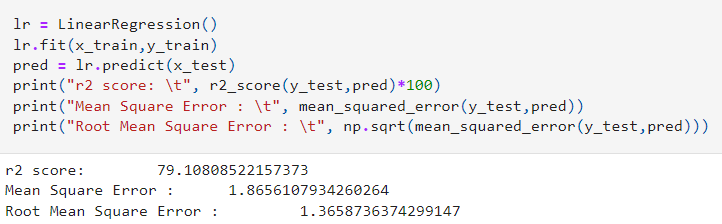 lr = LinearRegression()
lr.fit(x_train,y_train)
pred = lr.predict(x_test)
print("r2 score: \t", r2_score(y_test,pred)*100)
print("Mean Square Error : \t", mean_squared_error(y_test,pred))
print("Root Mean Square Error : \t", np.sqrt(mean_squared_error(y_test,pred)))
r2 score: 79.10808522157373
Mean Square Error : 1.8656107934260264
Root Mean Square Error : 1.3658736374299147